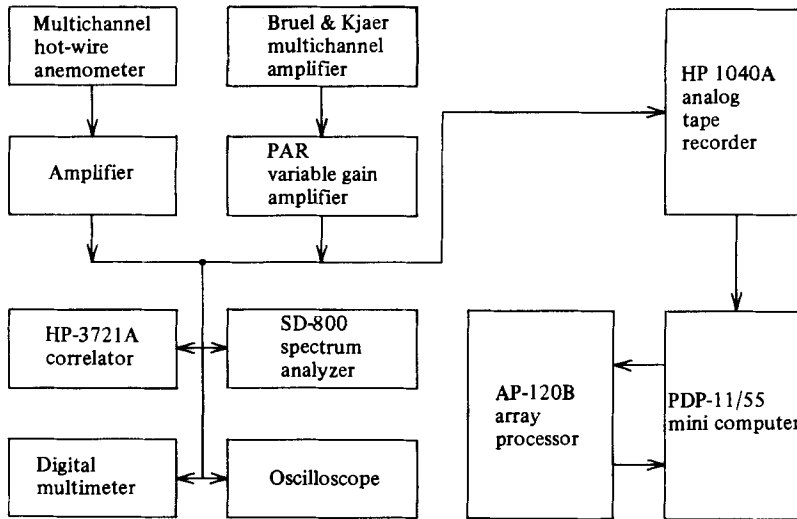 Multichannel
hot-wire
anemometer
Bruel & Kjaer
multichannel
amplifier
HP 1040A
analog
tape
recorder
Amplifier
PAR
variable gain
amplifier
HP-3721A
correlator
SD-800
spectrum
analyzer
AP-120B
array
processor
PDP-11/55
mini computer
Digital
multimeter
Oscilloscope